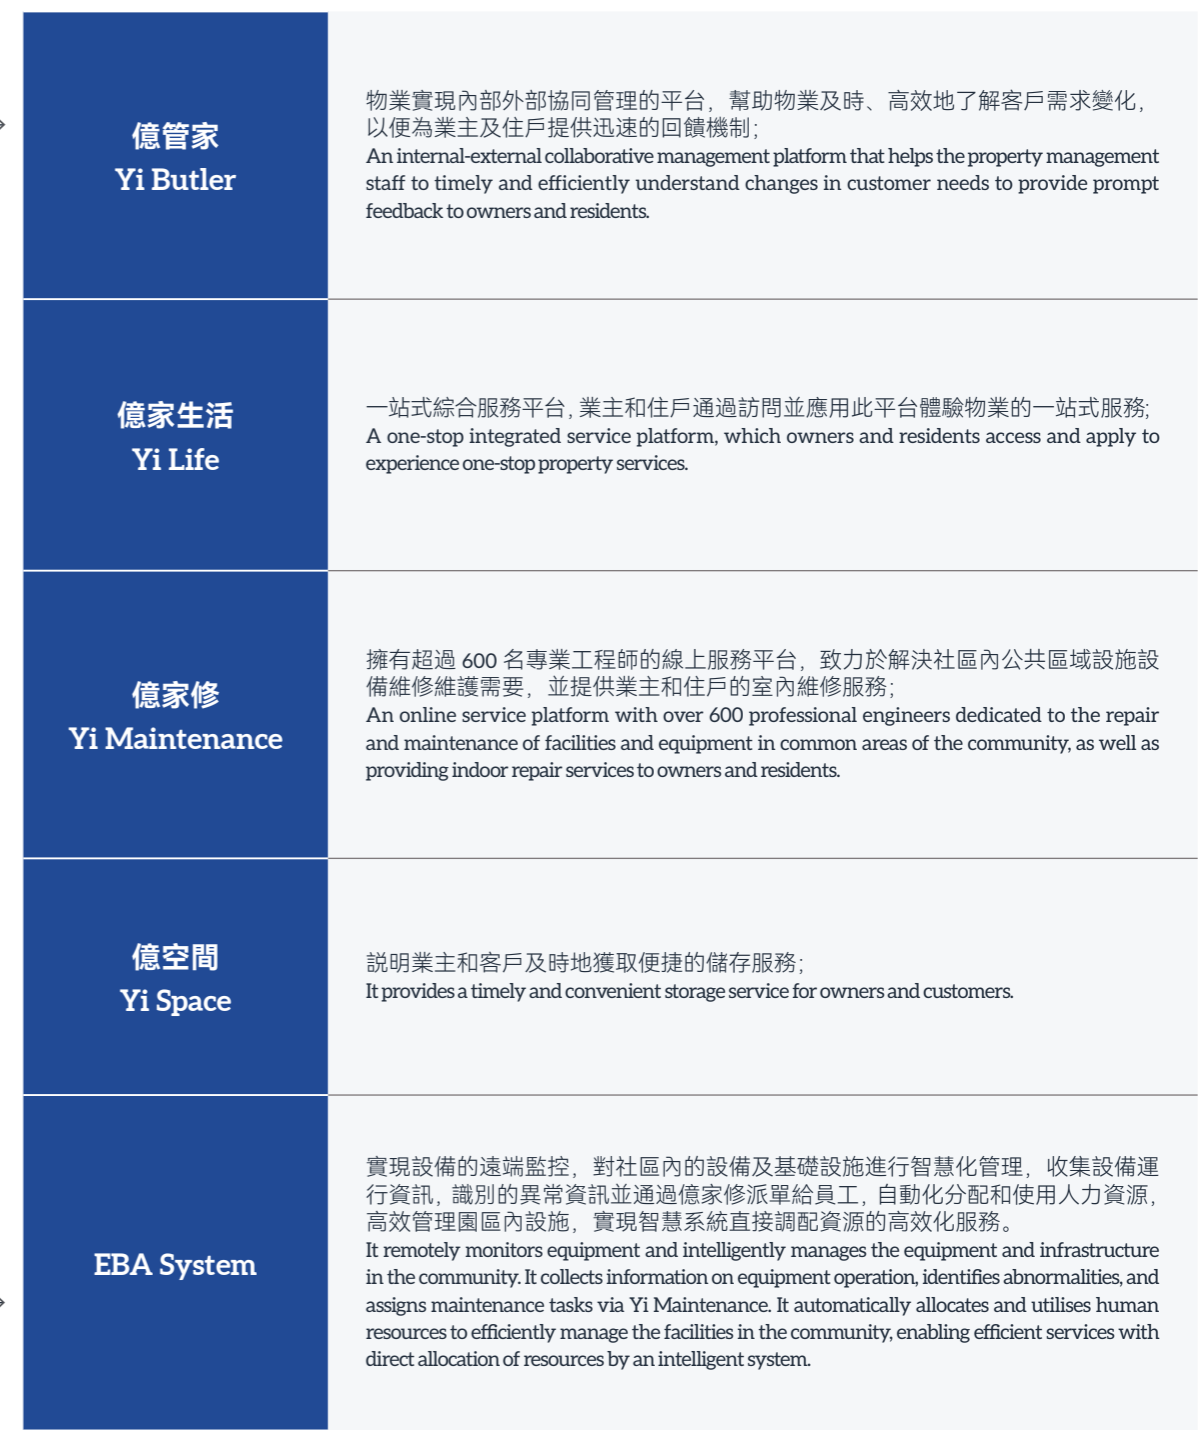 億管家
Yi Butler
物業實現內部外部協同管理的平台，幫助物業及時、高效地了解客戶需求變化，
以便為業主及住戶提供迅速的回饋機制；
An internal-external collaborative management platform that helps the property management
staff to timely and efficiently understand changes in customer needs to provide prompt
feedback to owners and residents.
億家生活
Yi Life
一站式綜合服務平台，業主和住戶通過訪問並應用此平台體驗物業的一站式服務；
A one-stop integrated service platform, which owners and residents access and apply to
experience one-stop property services.
億家修
Yi Maintenance
擁有超過 600 名專業工程師的線上服務平台，致力於解決社區內公共區域設施設
備維修維護需要，並提供業主和住戶的室內維修服務；
An online service platform with over 600 professional engineers dedicated to the repair
and maintenance of facilities and equipment in common areas of the community, as well as
providing indoor repair services to owners and residents.
億空間
Yi Space
説明業主和客戶及時地獲取便捷的儲存服務；
It provides a timely and convenient storage service for owners and customers.
EBA System
實現設備的遠端監控，對社區內的設備及基礎設施進行智慧化管理，收集設備運
行資訊，識別的異常資訊並通過億家修派單給員工，自動化分配和使用人力資源，
高效管理園區內設施，實現智慧系統直接調配資源的高效化服務。
It remotely monitors equipment and intelligently manages the equipment and infrastructure
in the community. It collects information on equipment operation, identifies abnormalities, and
assigns maintenance tasks via Yi Maintenance. It automatically allocates and utilises human
resources to efficiently manage the facilities in the community, enabling efficient services with
direct allocation of resources by an intelligent system.